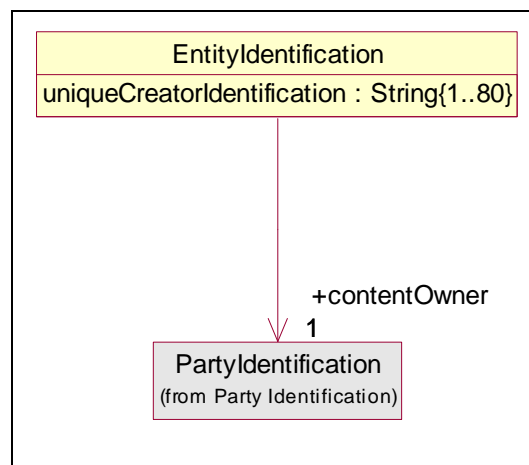 EntityIdentification
uniqueCreatorIdentification : String{1..80}
+contentOwner
1
PartyIdentification
(from Party Identification)